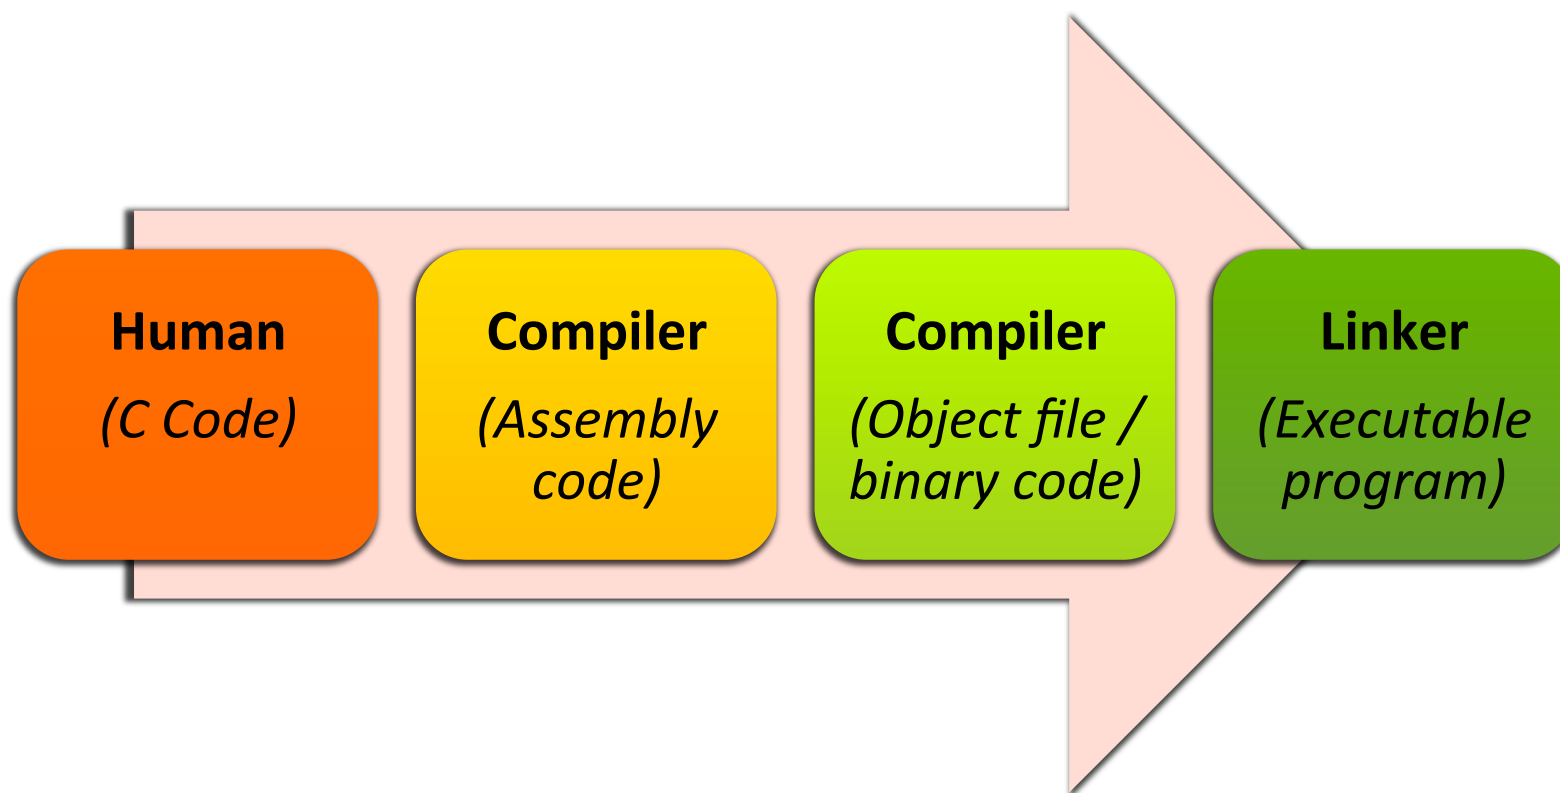 Human
(C Code)
Compiler
(Assembly
code)
Compiler
(Object file /
binary code)
Linker
(Executable
program)